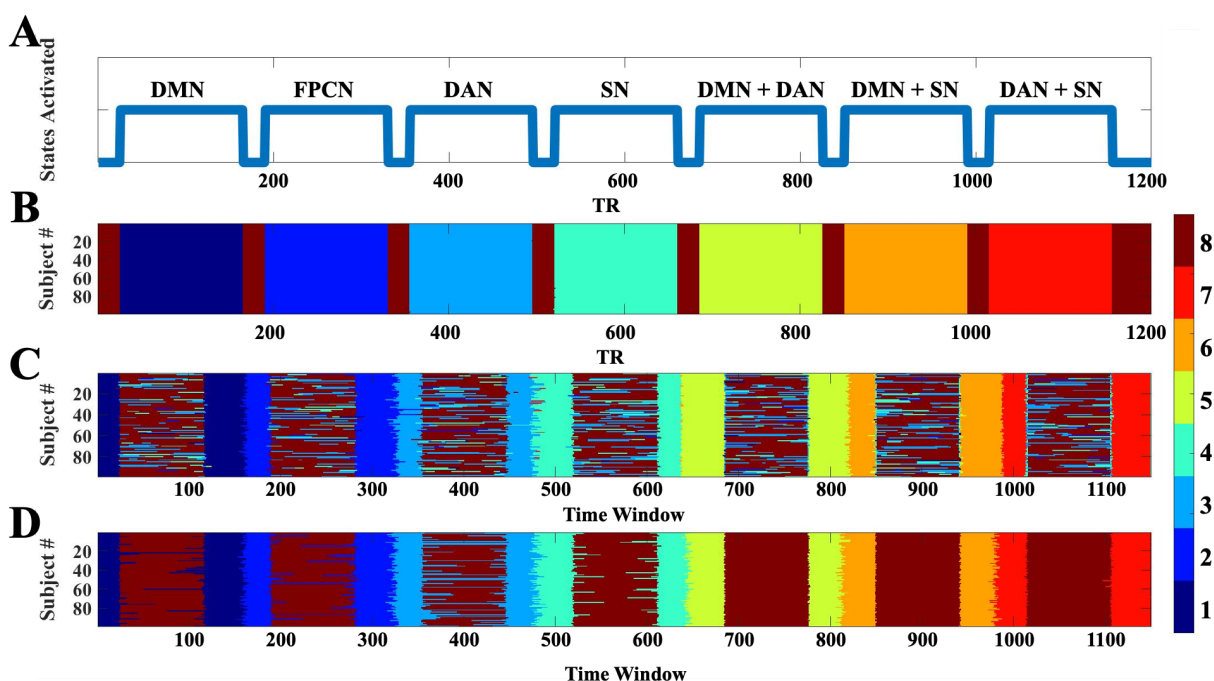 A
States Activated
DMN FPCN DAN SN DMN + DAN DMN + SN DAN + SN
200 400 600 800 1000 1200
TR
B
Subject #
20
40
60
80
200 400 600 800 1000 1200
TR
C
Subject #
20
40
60
80
100 200 300 400 500 600 700 800 900 1000 1100
Time Window
D
Subject #
20
40
60
80
100 200 300 400 500 600 700 800 900 1000 1100
Time Window
8
7
6
5
4
3
2
1